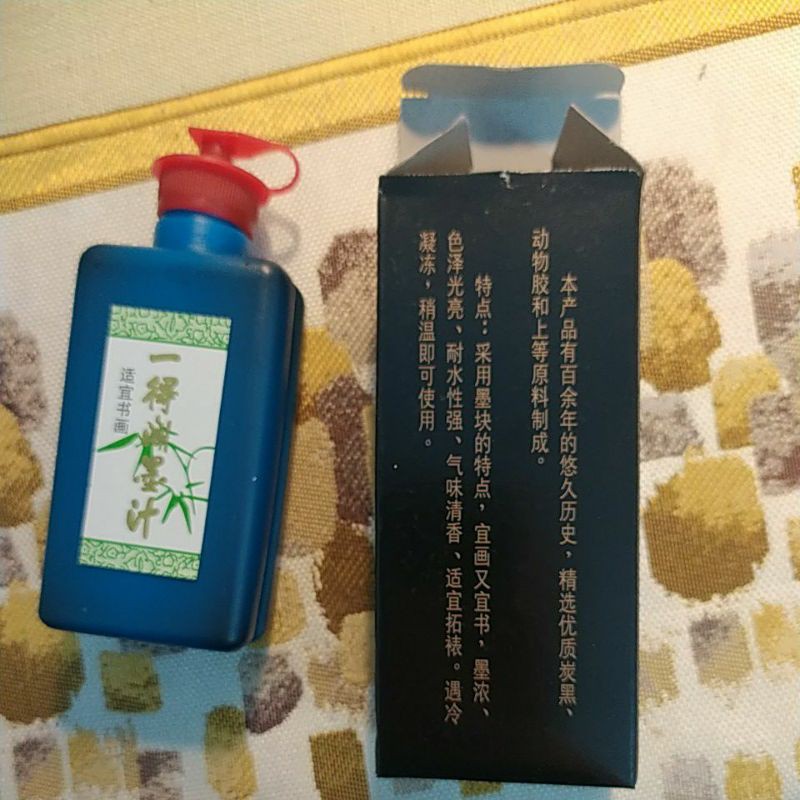 一得阁墨汁
适宜书画
本产品有百余年的悠久历史，精选优质炭黑、
动物胶和上等原料制成。
特点：采用墨块的特点，宜画又宜书，墨浓、
色泽光亮、耐水性强、气味清香、适宜拓裱。遇冷
凝冻，稍温即可使用。